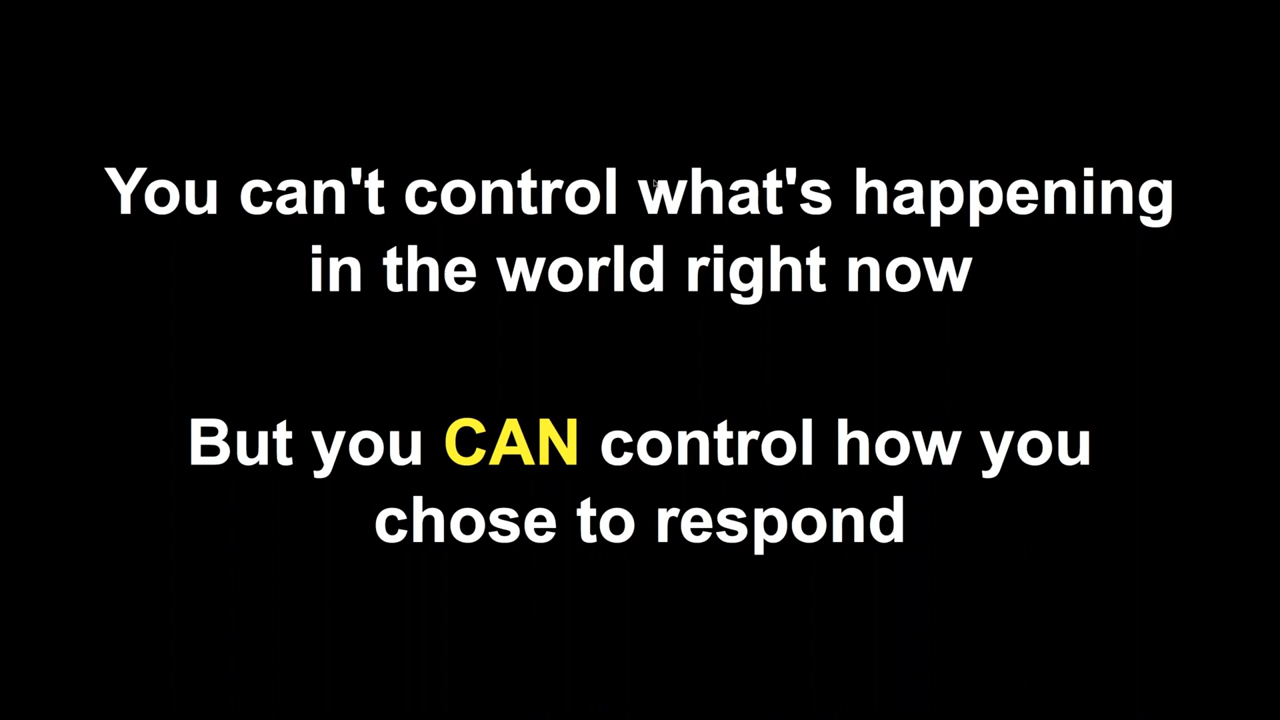 You can't control what's happening
in the world right now
But you CAN control how you
chose to respond